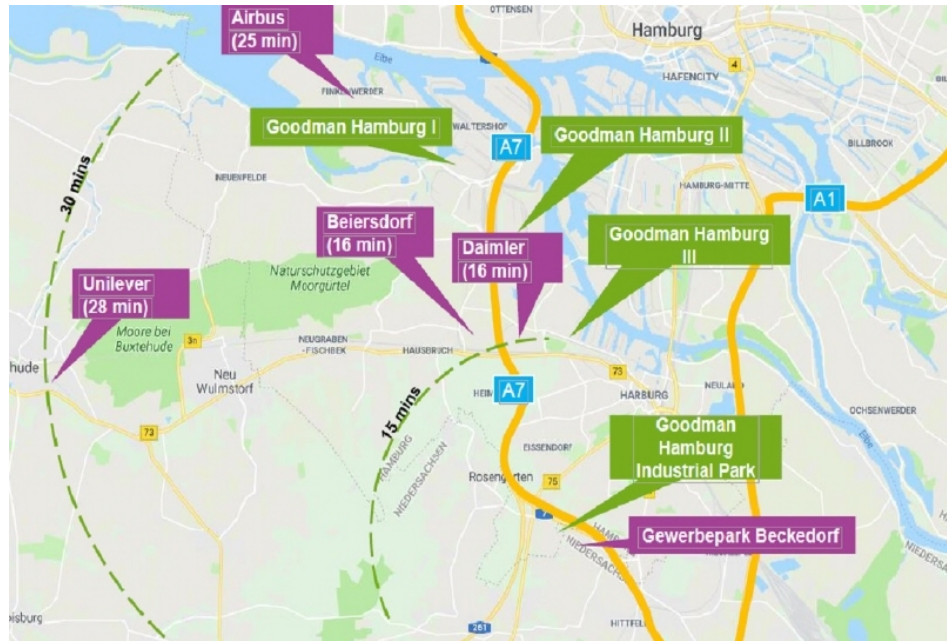 Airbus
(25 min)
OTTENSEN
Hamburg
Elbe
4
HAFENCITY
FINKENWERDER
Goodman Hamburg I
WALTERSHOF
A7
Goodman Hamburg II
BILLBROOK
30 mins
NEUENFELDE
HAMBURG-MITTE
A1
Beiersdorf
(16 min)
Daimler
(16 min)
Goodman Hamburg
III
Unilever
(28 min)
Naturschutzgebiet
Moorgürtel
Moore bei
Buxtehude
3n
NEUGRABEN
-FISCHBEK
HAUSBRUCH
hude
Neu
Wulmstorf
73
15 mins
A7
HARBURG
NEULAND
OCHSENWERDER
73
HAMBURG
NIEDERSACHSEN
EISSENDORF
Goodman
Hamburg
Industrial Park
Elbe
Rosengarten
75
7
Gewerbepark Beckedorf
261
HITTFEL